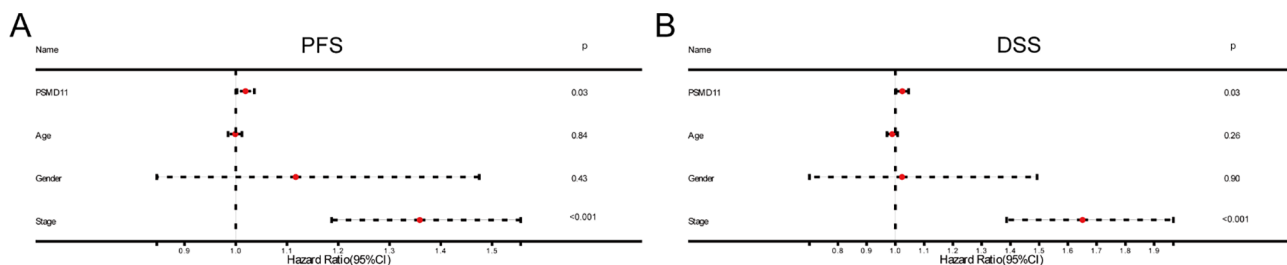 A
PFS
Name
p
PSMD11
0.03
Age
0.84
Gender
0.43
Stage
<0.001
0.9 1.0 1.1 1.2 1.3 1.4 1.5
Hazard Ratio(95%CI)
B
DSS
Name
p
PSMD11
0.03
Age
0.26
Gender
0.90
Stage
<0.001
0.8 0.9 1.0 1.1 1.2 1.3 1.4 1.5 1.6 1.7 1.8 1.9
Hazard Ratio(95%CI)